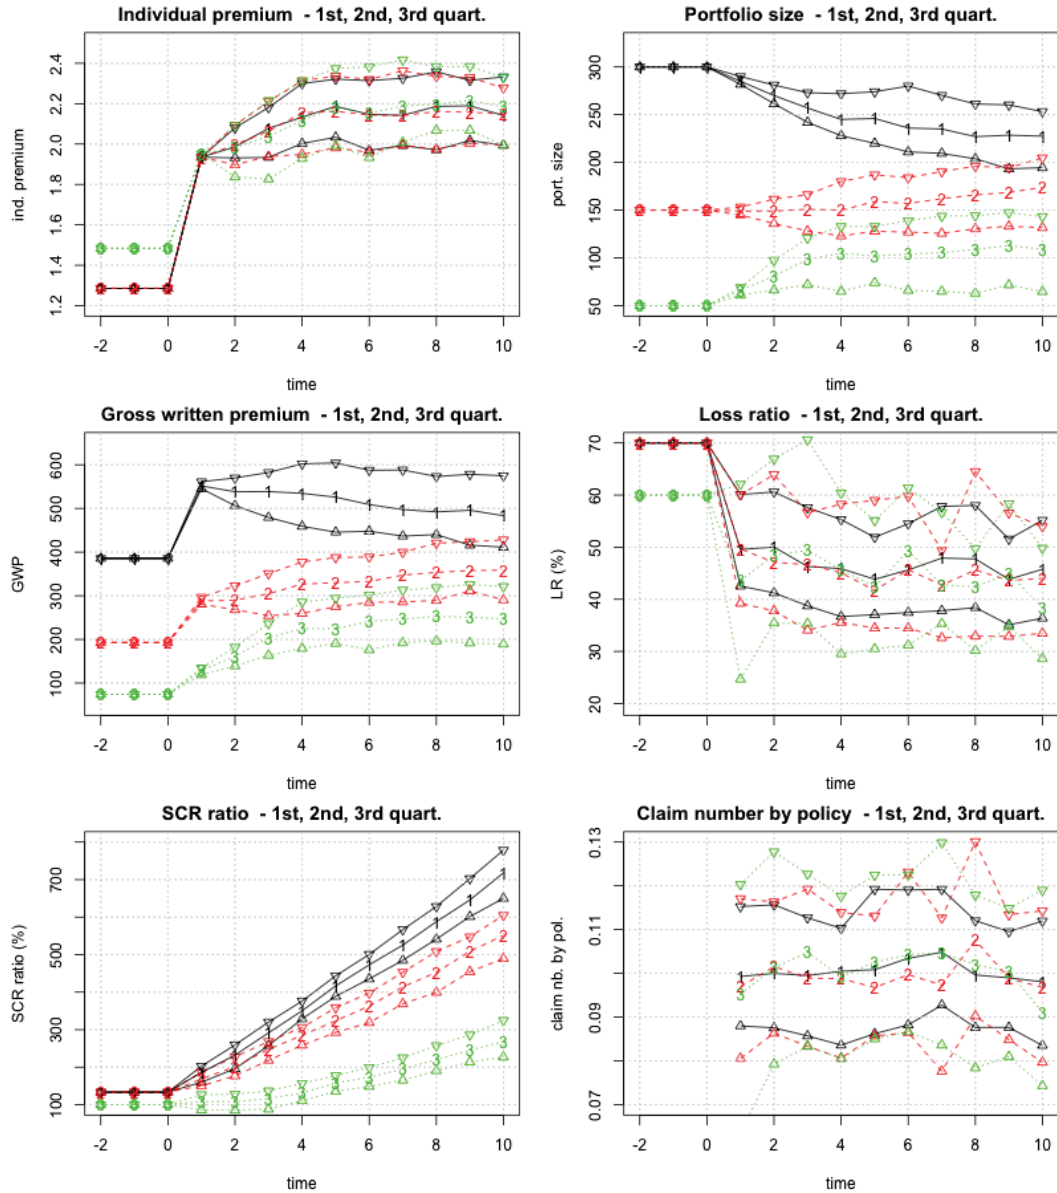 Individual premium - 1st, 2nd, 3rd quart.
ind. premium
2.4
2.2
2.0
1.8
1.6
1.4
1.2
-2 0 2 4 6 8 10
time
Portfolio size - 1st, 2nd, 3rd quart.
port. size
300
250
200
150
100
50
-2 0 2 4 6 8 10
time
Gross written premium - 1st, 2nd, 3rd quart.
GWP
600
500
400
300
200
100
-2 0 2 4 6 8 10
time
Loss ratio - 1st, 2nd, 3rd quart.
LR (%)
70
60
50
40
30
20
-2 0 2 4 6 8 10
time
SCR ratio - 1st, 2nd, 3rd quart.
SCR ratio (%)
700
500
300
100
-2 0 2 4 6 8 10
time
Claim number by policy - 1st, 2nd, 3rd quart.
claim nb. by pol.
0.13
0.11
0.09
0.07
-2 0 2 4 6 8 10
time